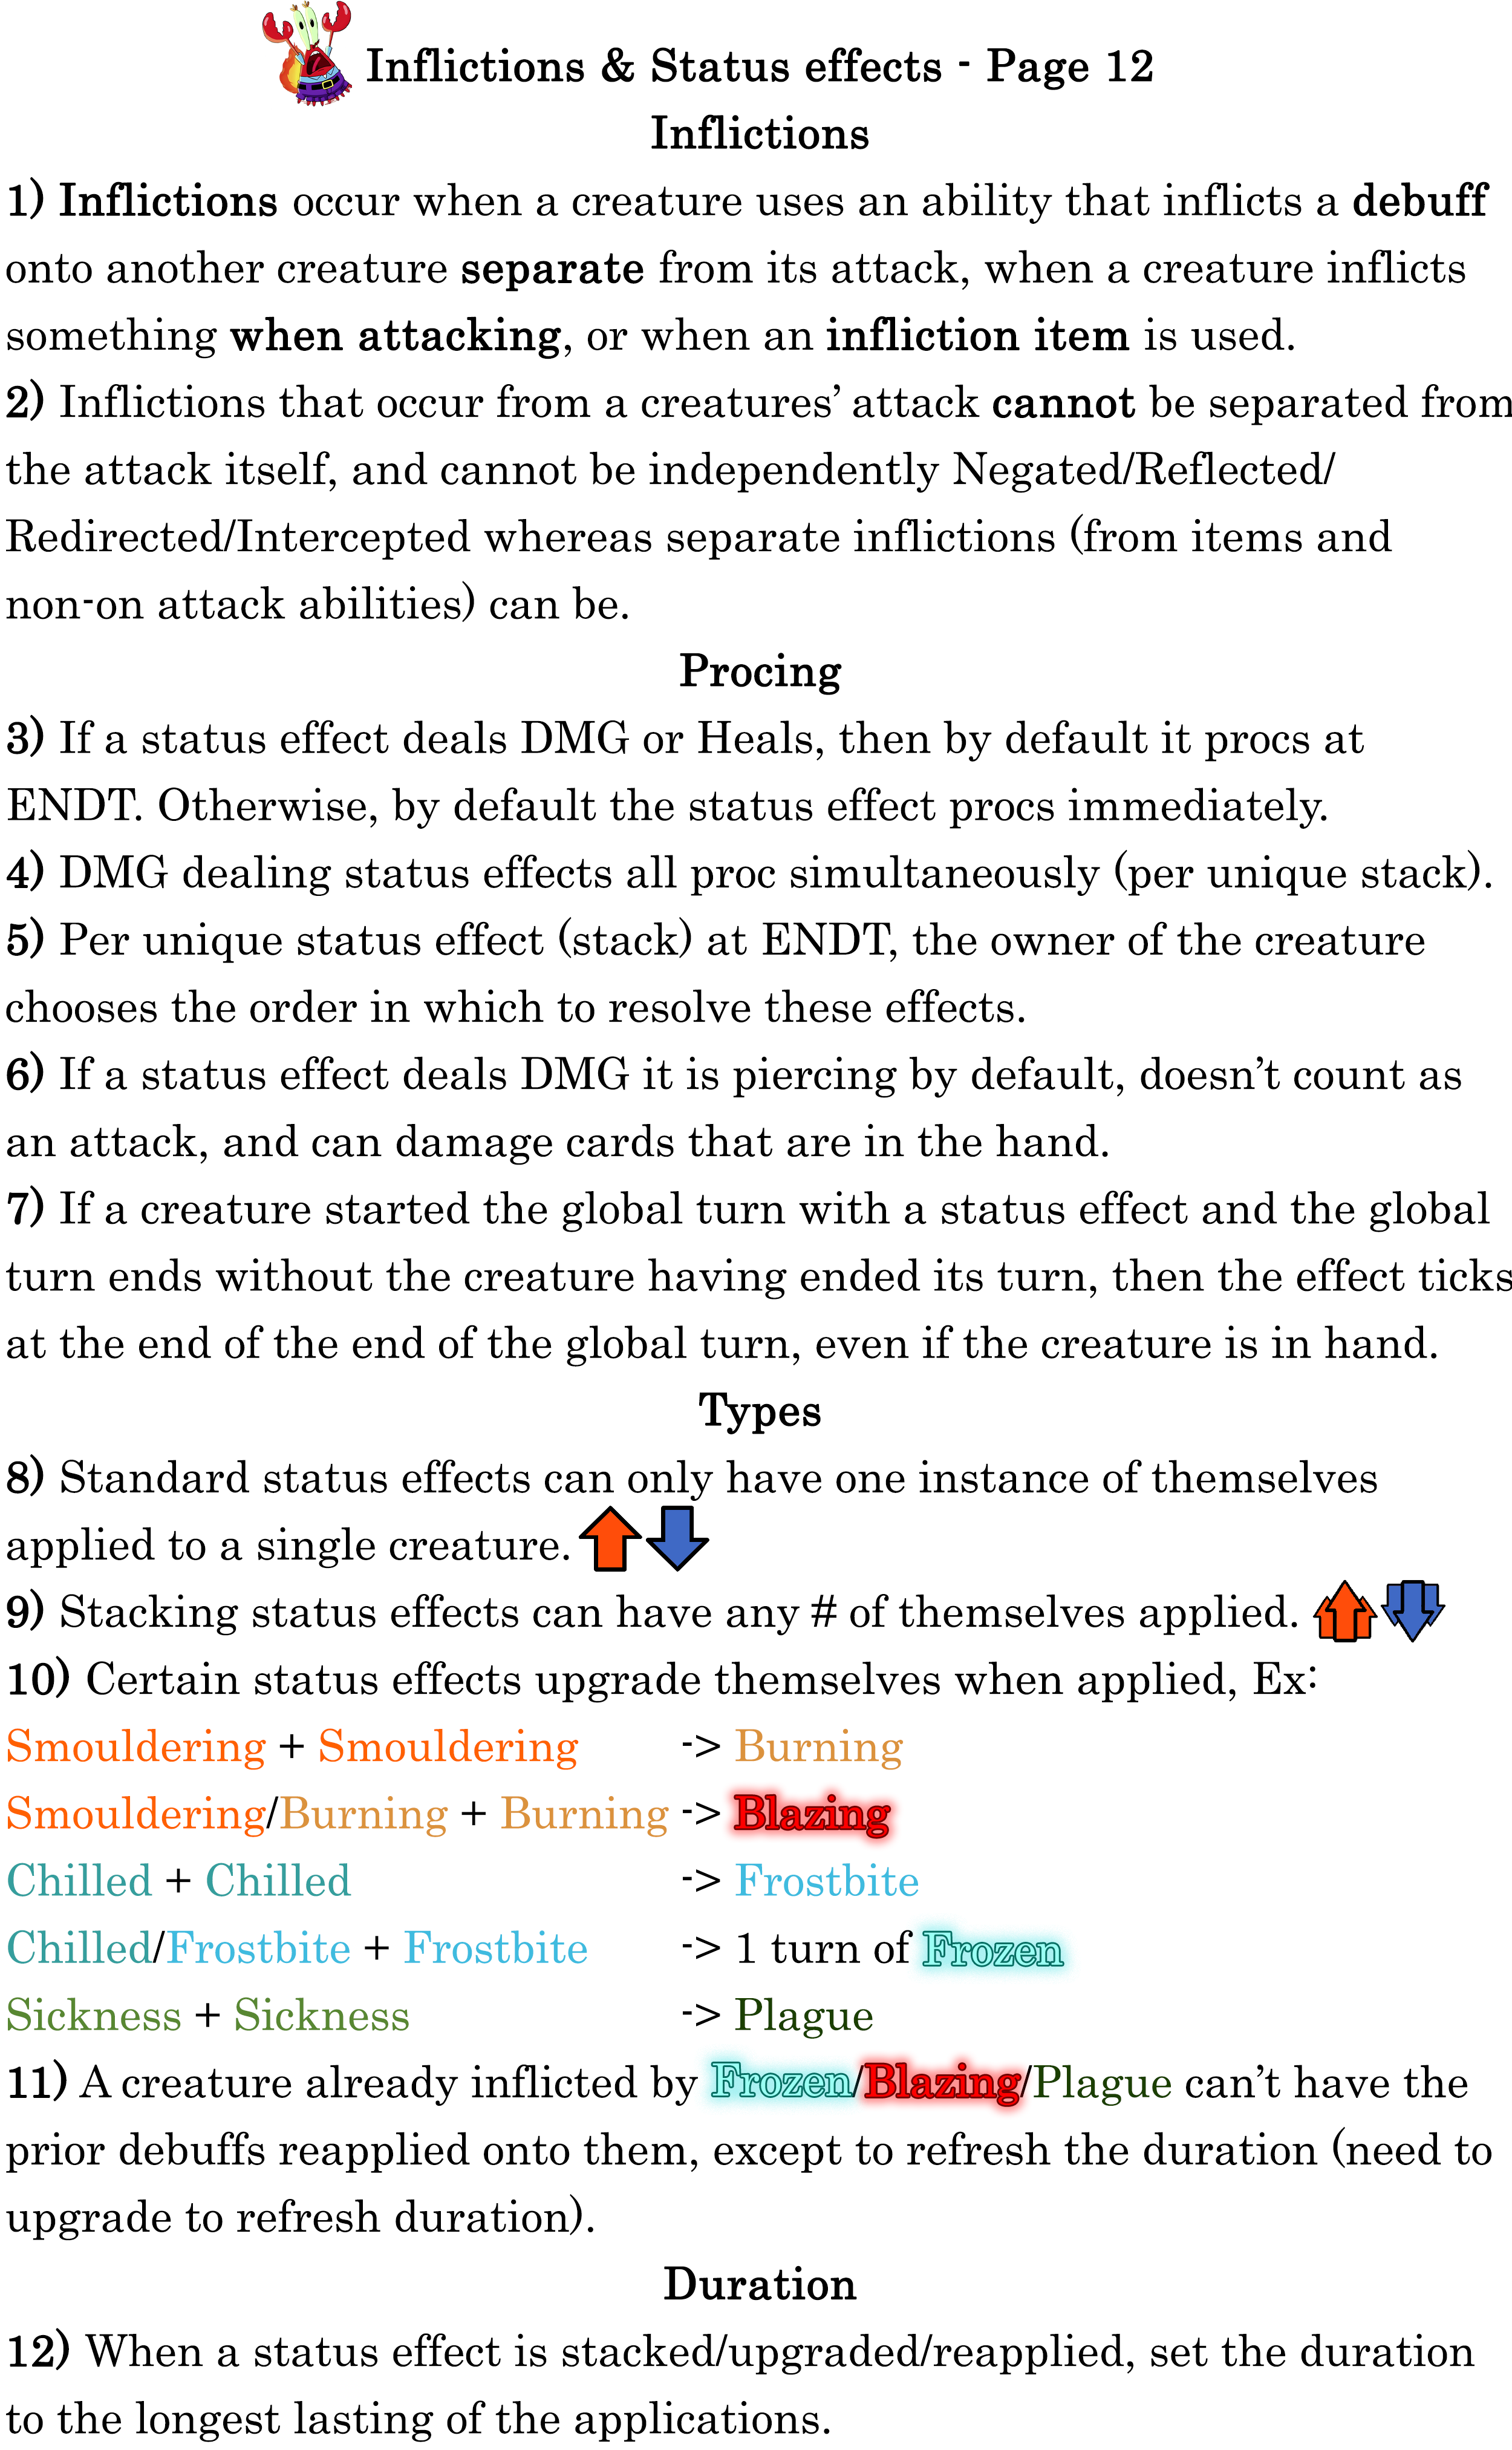 Inflictions & Status effects - Page 12
Inflictions
1) Inflictions occur when a creature uses an ability that inflicts a debuff
onto another creature separate from its attack, when a creature inflicts
something when attacking, or when an infliction item is used.
2) Inflictions that occur from a creatures’ attack cannot be separated from
the attack itself, and cannot be independently Negated/Reflected/
Redirected/Intercepted whereas separate inflictions (from items and
non-on attack abilities) can be.
Procing
3) If a status effect deals DMG or Heals, then by default it procs at
ENDT. Otherwise, by default the status effect procs immediately.
4) DMG dealing status effects all proc simultaneously (per unique stack).
5) Per unique status effect (stack) at ENDT, the owner of the creature
chooses the order in which to resolve these effects.
6) If a status effect deals DMG it is piercing by default, doesn’t count as
an attack, and can damage cards that are in the hand.
7) If a creature started the global turn with a status effect and the global
turn ends without the creature having ended its turn, then the effect ticks
at the end of the end of the global turn, even if the creature is in hand.
Types
8) Standard status effects can only have one instance of themselves
applied to a single creature.
9) Stacking status effects can have any # of themselves applied.
10) Certain status effects upgrade themselves when applied, Ex:
Smouldering + Smouldering -> Burning
Smouldering/Burning + Burning -> Blazing
Chilled + Chilled -> Frostbite
Chilled/Frostbite + Frostbite -> 1 turn of Frozen
Sickness + Sickness -> Plague
11) A creature already inflicted by Frozen/Blazing/Plague can’t have the
prior debuffs reapplied onto them, except to refresh the duration (need to
upgrade to refresh duration).
Duration
12) When a status effect is stacked/upgraded/reapplied, set the duration
to the longest lasting of the applications.